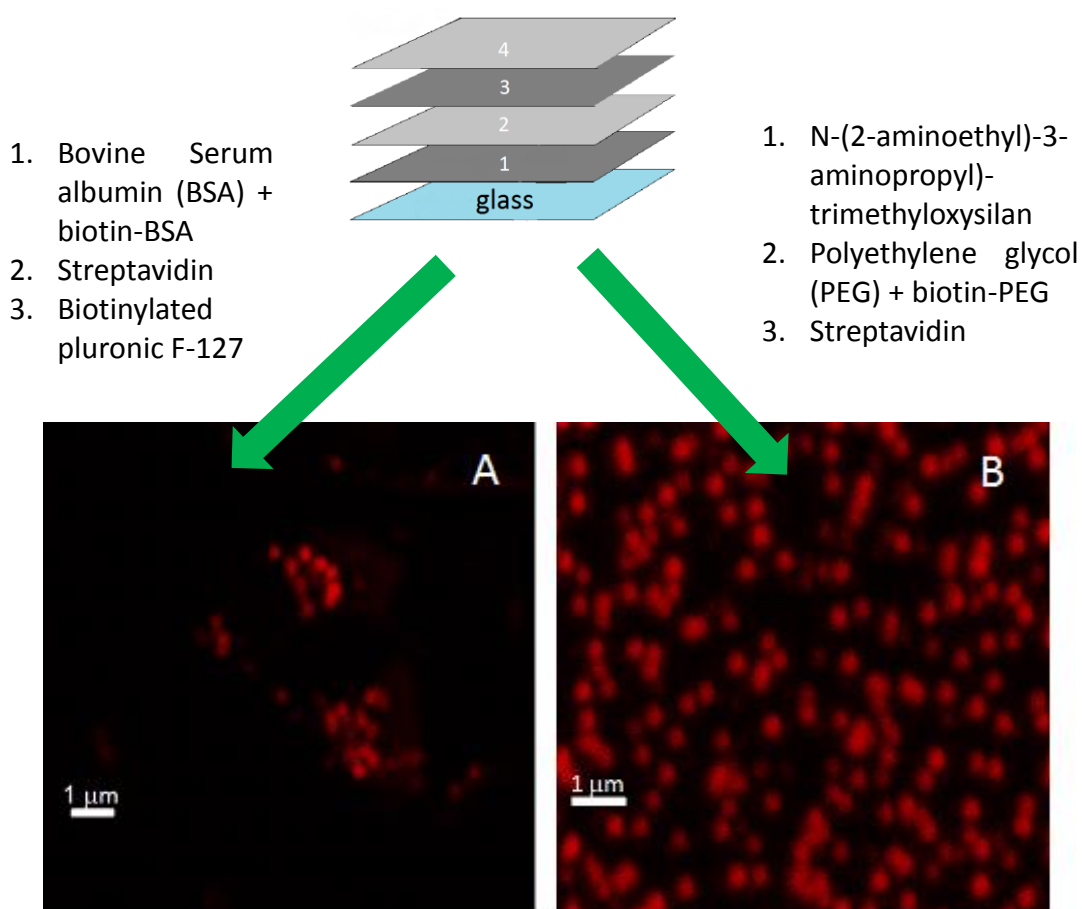 4
3
2
1
glass
1. Bovine Serum
albumin (BSA) +
biotin-BSA
2. Streptavidin
3. Biotinylated
pluronic F-127
1. N-(2-aminoethyl)-3-
aminopropyl)-
trimethyloxysilan
2. Polyethylene glycol
(PEG) + biotin-PEG
3. Streptavidin
A
1 μm
B
1 μm